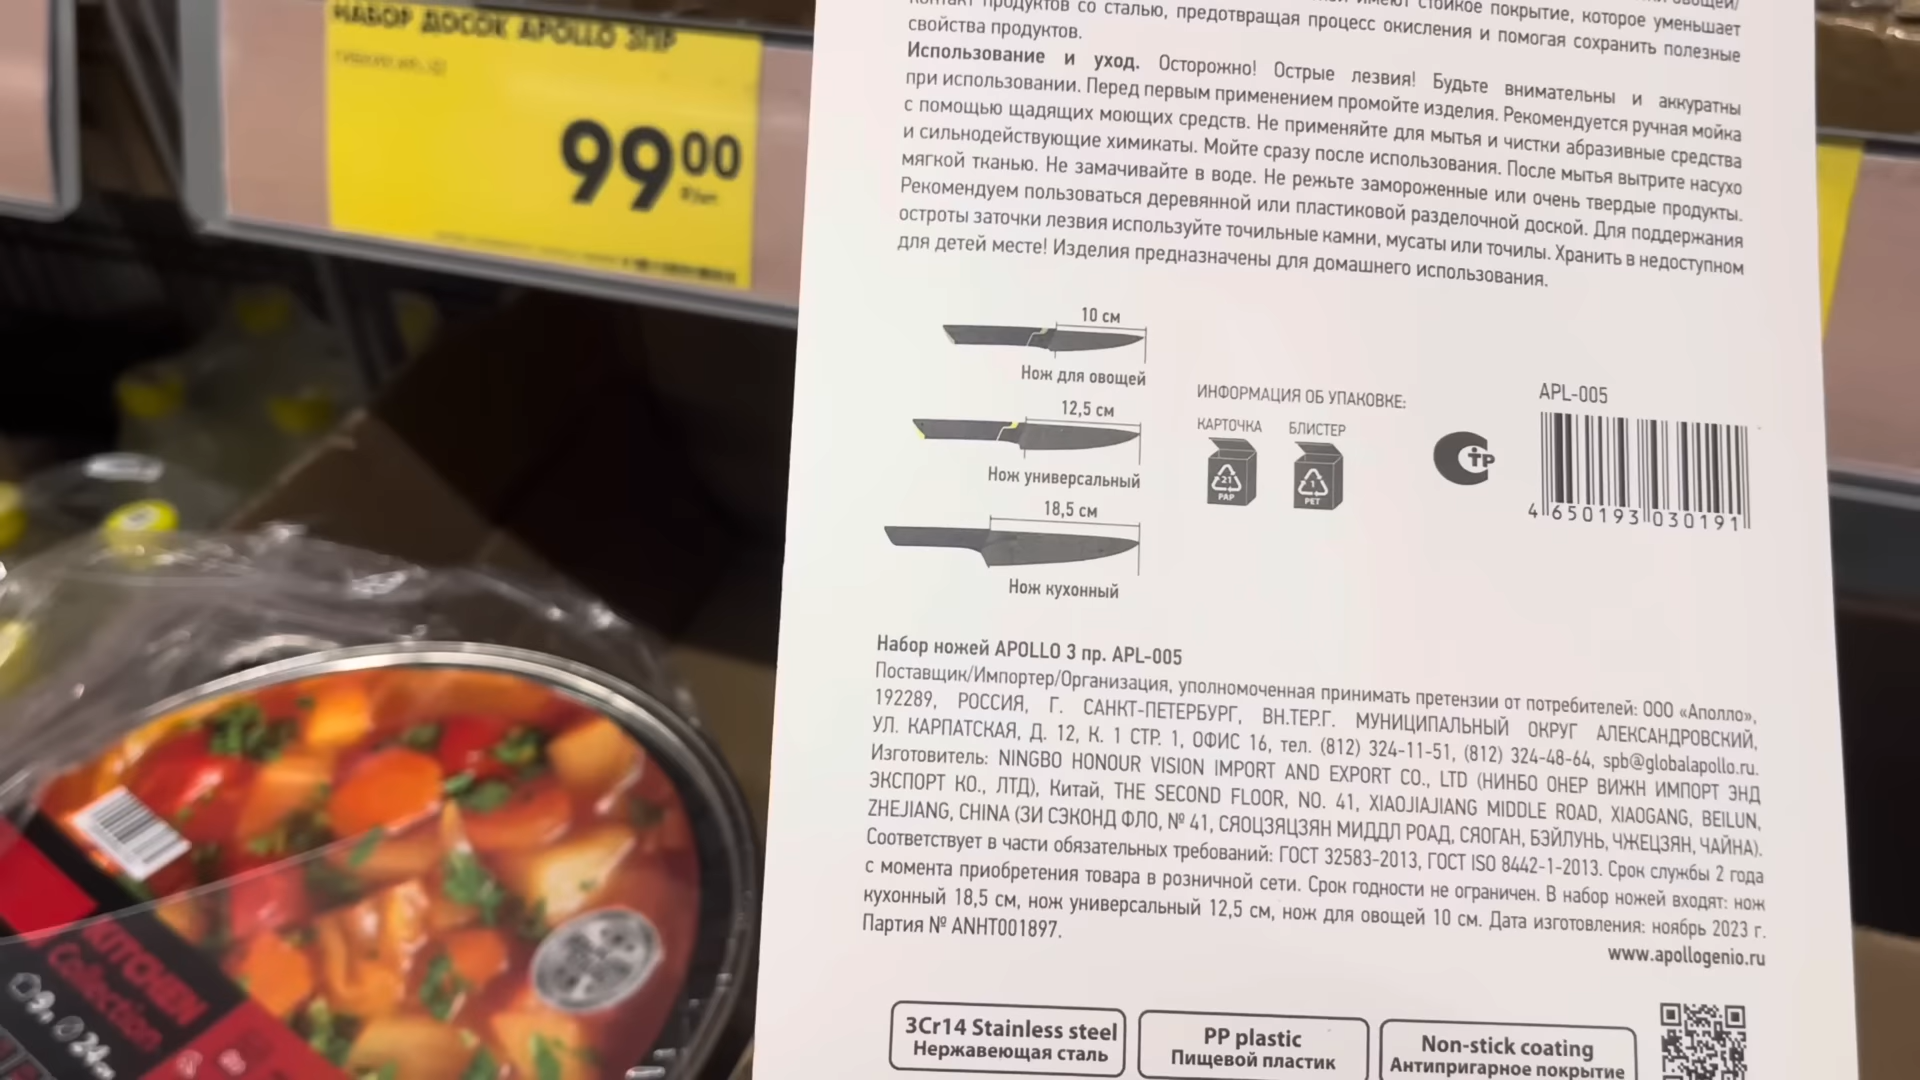 НАБОР ДОСОК APOLLO 3ПР
99 00
стойкое покрытие, которое уменьшает
контакт продуктов со сталью, предотвращая процесс окисления и помогая сохранить полезные
свойства продуктов.
Использование и уход. Осторожно! Острые лезвия! Будьте внимательны и аккуратны
при использовании. Перед первым применением промойте изделия. Рекомендуется ручная мойка
с помощью щадящих моющих средств. Не применяйте для мытья и чистки абразивные средства
и сильнодействующие химикаты. Мойте сразу после использования. После мытья вытрите насухо
мягкой тканью. Не замачивайте в воде. Не режьте замороженные или очень твердые продукты.
Рекомендуем пользоваться деревянной или пластиковой разделочной доской. Для поддержания
остроты заточки лезвия используйте точильные камни, мусаты или точилы. Хранить в недоступном
для детей месте! Изделия предназначены для домашнего использования.
10 см
Нож для овощей
12,5 см
Нож универсальный
18,5 см
Нож кухонный
ИНФОРМАЦИЯ ОБ УПАКОВКЕ:
КАРТОЧКА БЛИСТЕР
21 1
PAP PET
APL-005
4 650193 030191
Набор ножей APOLLO 3 пр. APL-005
Поставщик/Импортер/Организация, уполномоченная принимать претензии от потребителей: ООО «Аполло»,
192289, РОССИЯ, Г. САНКТ-ПЕТЕРБУРГ, ВН.ТЕР.Г. МУНИЦИПАЛЬНЫЙ ОКРУГ АЛЕКСАНДРОВСКИЙ,
УЛ. КАРПАТСКАЯ, Д. 12, К. 1 СТР. 1, ОФИС 16, тел. (812) 324-11-51, (812) 324-48-64, spb@globalapollo.ru.
Изготовитель: NINGBO HONOUR VISION IMPORT AND EXPORT CO., LTD (НИНБО ОНЕР ВИЖН ИМПОРТ ЭНД
ЭКСПОРТ КО., ЛТД), Китай, THE SECOND FLOOR, NO. 41, XIAOJIAJIANG MIDDLE ROAD, XIAOGANG, BEILUN,
ZHEJIANG, CHINA (ЗИ СЭКОНД ФЛО, № 41, СЯОЦЗЯЦЗЯН МИДДЛ РОАД, СЯОГАН, БЭЙЛУНЬ, ЧЖЕЦЗЯН, ЧАЙНА).
Соответствует в части обязательных требований: ГОСТ 32583-2013, ГОСТ ISO 8442-1-2013. Срок службы 2 года
с момента приобретения товара в розничной сети. Срок годности не ограничен. В набор ножей входят: нож
кухонный 18,5 см, нож универсальный 12,5 см, нож для овощей 10 см. Дата изготовления: ноябрь 2023 г.
Партия № ANHT001897.
www.apollogenio.ru
3Cr14 Stainless steel
Нержавеющая сталь
PP plastic
Пищевой пластик
Non-stick coating
Антипригарное покрытие
KITCHEN
Collection